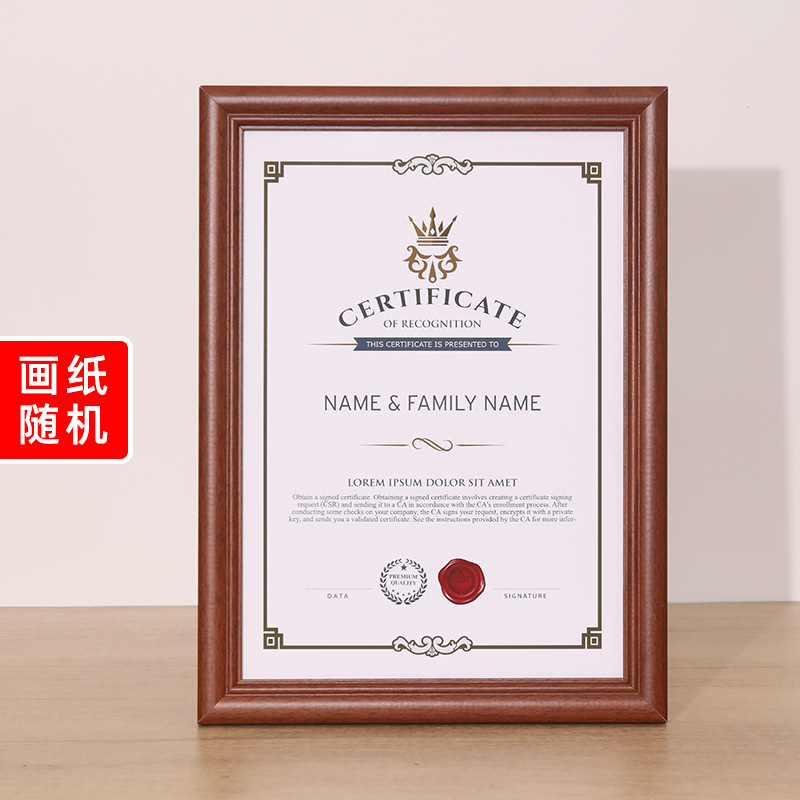 CERTIFICATE
OF RECOGNITION
THIS CERTIFICATE IS PRESENTED TO
画纸
随机
NAME & FAMILY NAME
LOREM IPSUM DOLOR SIT AMET
Obtain a signed certificate. Obtaining a signed certificate involves creating a certificate signing
request (CSR) and sending it to a CA in accordance with the CA's enrollment process. After
conducting some checks on your company, the CA signs your request, encrypts it with a private
key, and sends you a validated certificate. See the instructions provided by the CA for more infor-
PREMIUM
QUALITY
DATA
SIGNATURE